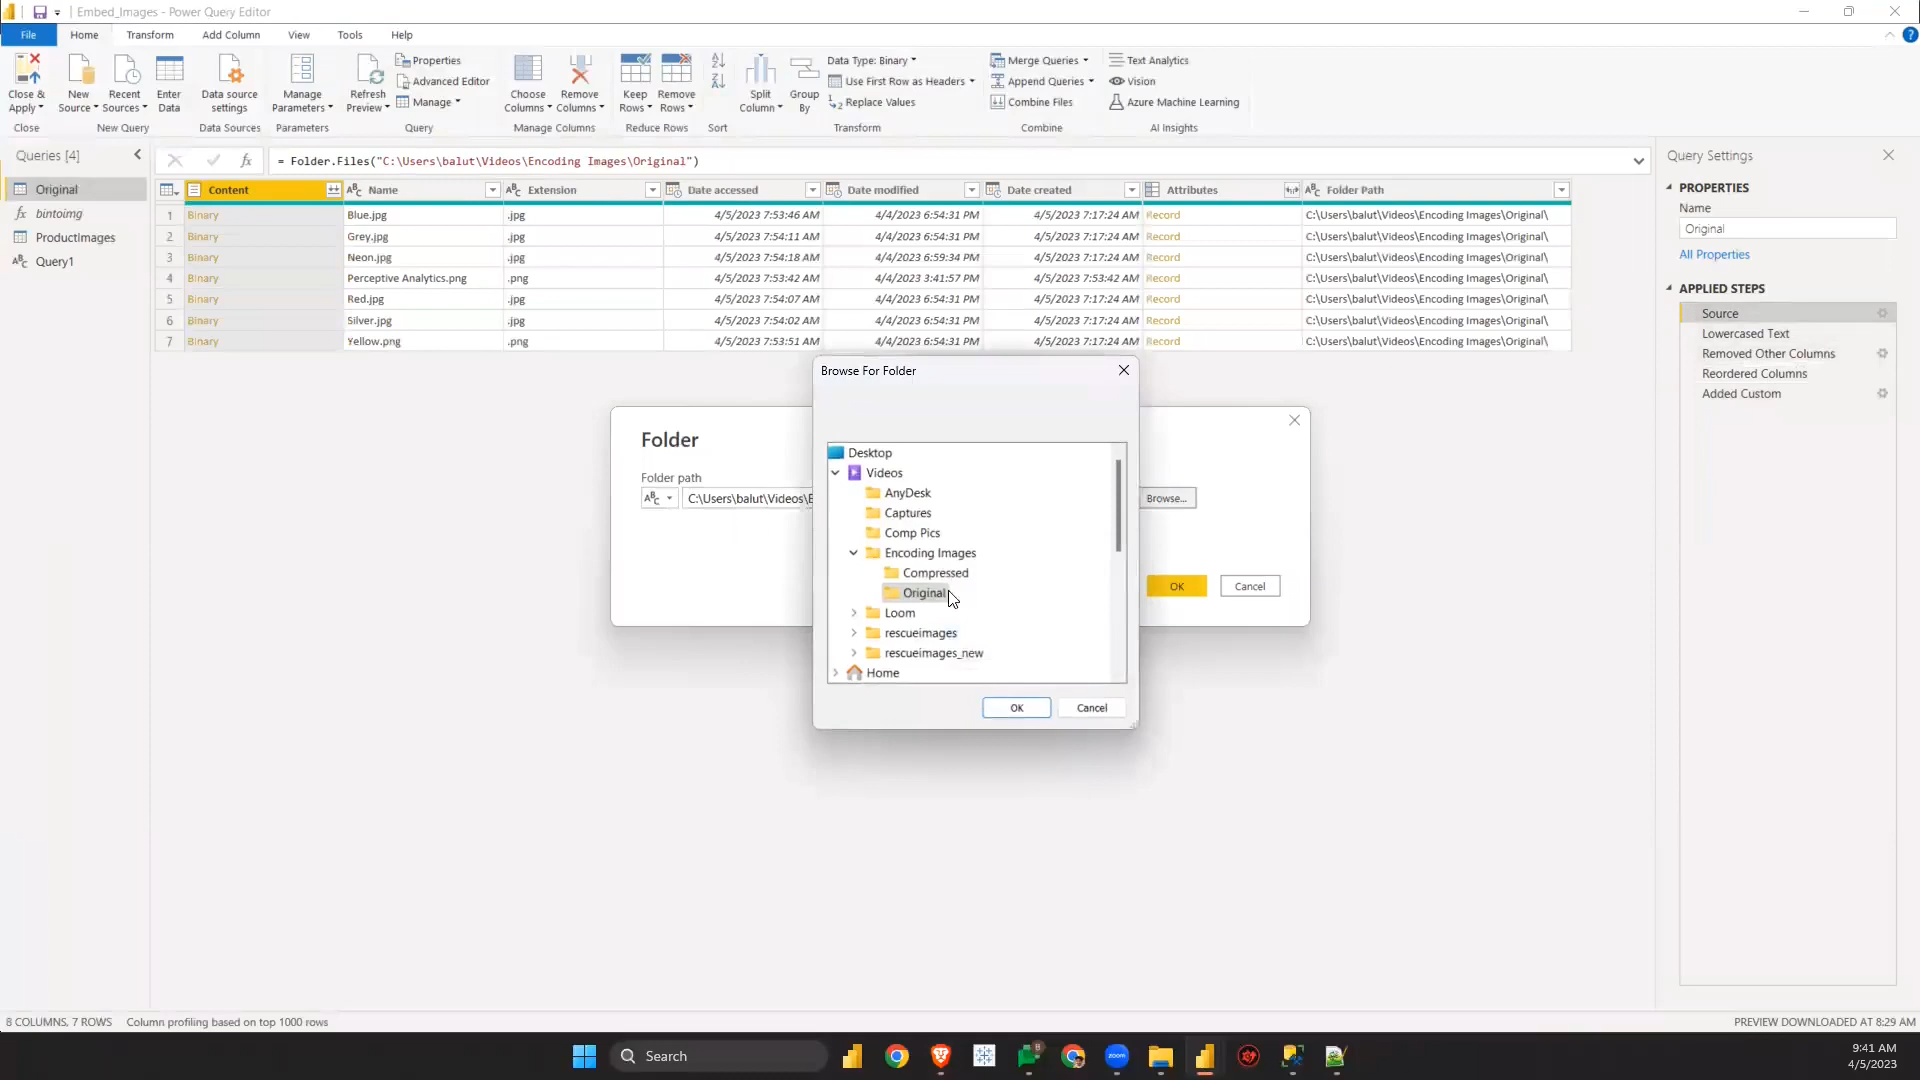 Embed_Images - Power Query Editor
File Home Transform Add Column View Tools Help
Close & Apply
New Source
Recent Sources
Enter Data
Data source settings
Manage Parameters
Refresh Preview
Properties
Advanced Editor
Manage
Choose Columns
Remove Columns
Keep Rows
Remove Rows
Split Column
Group By
Data Type: Binary
Use First Row as Headers
Replace Values
Merge Queries
Append Queries
Combine Files
Text Analytics
Vision
Azure Machine Learning
Close New Query Data Sources Parameters Query Manage Columns Reduce Rows Sort Transform Combine AI Insights
Queries [4]
= Folder.Files("C:\Users\balut\Videos\Encoding Images\Original")
Original
bintoimg
ProductImages
Query1
Content Name Extension Date accessed Date modified Date created Attributes Folder Path
1 Binary Blue.jpg .jpg 4/5/2023 7:53:46 AM 4/4/2023 6:54:31 PM 4/5/2023 7:17:24 AM Record C:\Users\balut\Videos\Encoding Images\Original\
2 Binary Grey.jpg .jpg 4/5/2023 7:54:11 AM 4/4/2023 6:54:31 PM 4/5/2023 7:17:24 AM Record C:\Users\balut\Videos\Encoding Images\Original\
3 Binary Neon.jpg .jpg 4/5/2023 7:54:18 AM 4/4/2023 6:59:34 PM 4/5/2023 7:17:24 AM Record C:\Users\balut\Videos\Encoding Images\Original\
4 Binary Perceptive Analytics.png .png 4/5/2023 7:53:42 AM 4/4/2023 3:41:57 PM 4/5/2023 7:53:42 AM Record C:\Users\balut\Videos\Encoding Images\Original\
5 Binary Red.jpg .jpg 4/5/2023 7:54:07 AM 4/4/2023 6:54:31 PM 4/5/2023 7:17:24 AM Record C:\Users\balut\Videos\Encoding Images\Original\
6 Binary Silver.jpg .jpg 4/5/2023 7:54:02 AM 4/4/2023 6:54:31 PM 4/5/2023 7:17:24 AM Record C:\Users\balut\Videos\Encoding Images\Original\
7 Binary Yellow.png .png 4/5/2023 7:53:51 AM 4/4/2023 6:54:31 PM 4/5/2023 7:17:24 AM Record C:\Users\balut\Videos\Encoding Images\Original\
Folder
Folder path
C:\Users\balut\Videos\E
Browse...
OK Cancel
Browse For Folder
Desktop
Videos
AnyDesk
Captures
Comp Pics
Encoding Images
Compressed
Original
Loom
rescueimages
rescueimages_new
Home
OK Cancel
Query Settings
PROPERTIES
Name
Original
All Properties
APPLIED STEPS
Source
Lowercased Text
Removed Other Columns
Reordered Columns
Added Custom
8 COLUMNS, 7 ROWS Column profiling based on top 1000 rows
PREVIEW DOWNLOADED AT 8:29 AM
Search
zoom
9:41 AM
4/5/2023